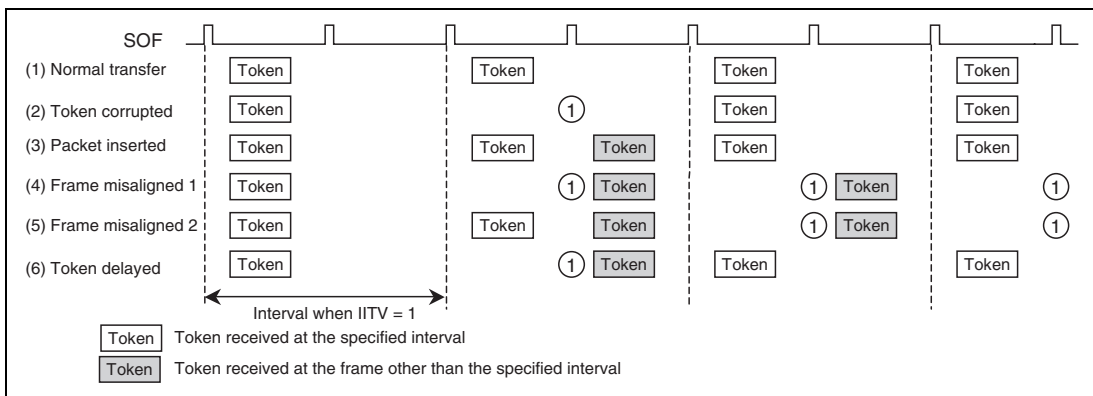 SOF
(1) Normal transfer Token Token Token Token
(2) Token corrupted Token 1 Token Token
(3) Packet inserted Token Token Token Token Token
(4) Frame misaligned 1 Token 1 Token 1 Token 1
(5) Frame misaligned 2 Token Token Token 1 Token 1
(6) Token delayed Token 1 Token Token Token
Interval when IITV = 1
Token Token received at the specified interval
Token Token received at the frame other than the specified interval